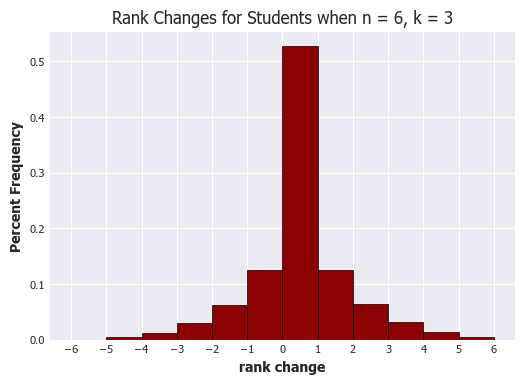 Rank Changes for Students when n = 6, k = 3
Percent Frequency
0.5
0.4
0.3
0.2
0.1
0.0
−6 −5 −4 −3 −2 −1 0 1 2 3 4 5 6
rank change